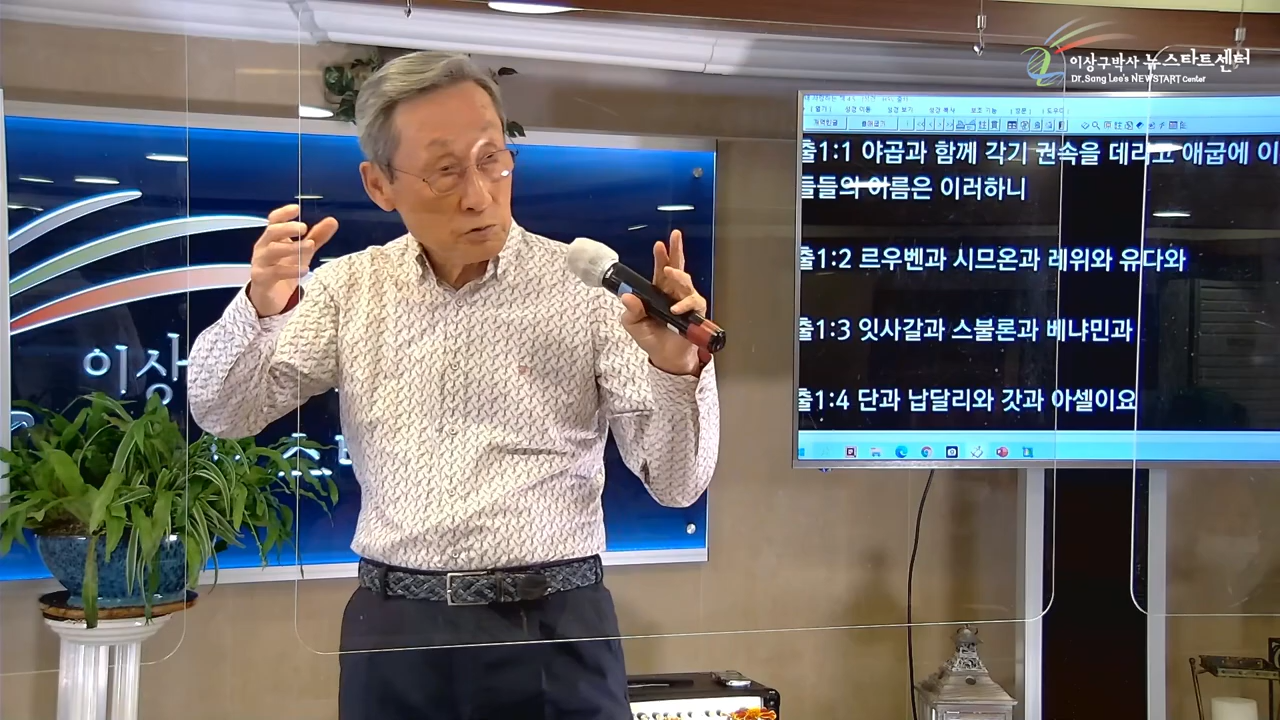 이상구박사 뉴스타트센터
Dr. Sang Lee's NEWSTART Center
출1:1 야곱과 함께 각기 권속을 데리고 애굽에 이
들들의 이름은 이러하니
출1:2 르우벤과 시므온과 레위와 유다와
출1:3 잇사갈과 스불론과 베냐민과
출1:4 단과 납달리와 갓과 아셀이요
이상